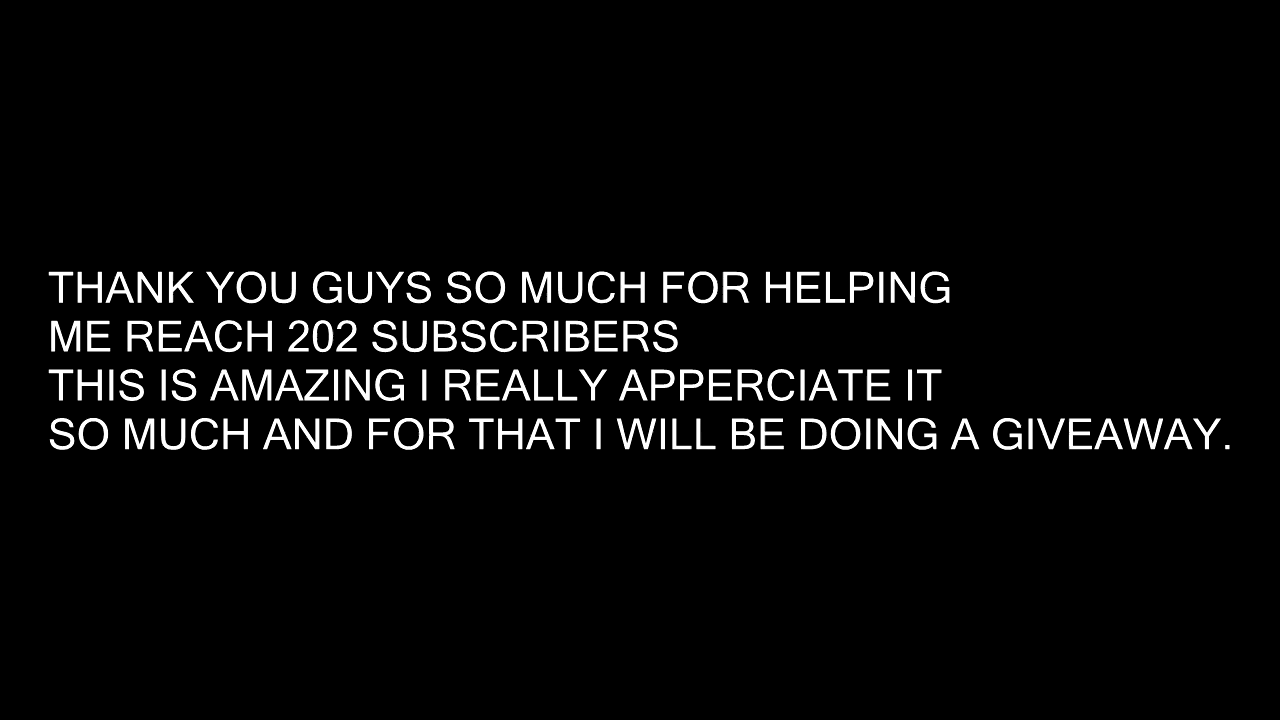 THANK YOU GUYS SO MUCH FOR HELPING
ME REACH 202 SUBSCRIBERS
THIS IS AMAZING I REALLY APPERCIATE IT
SO MUCH AND FOR THAT I WILL BE DOING A GIVEAWAY.